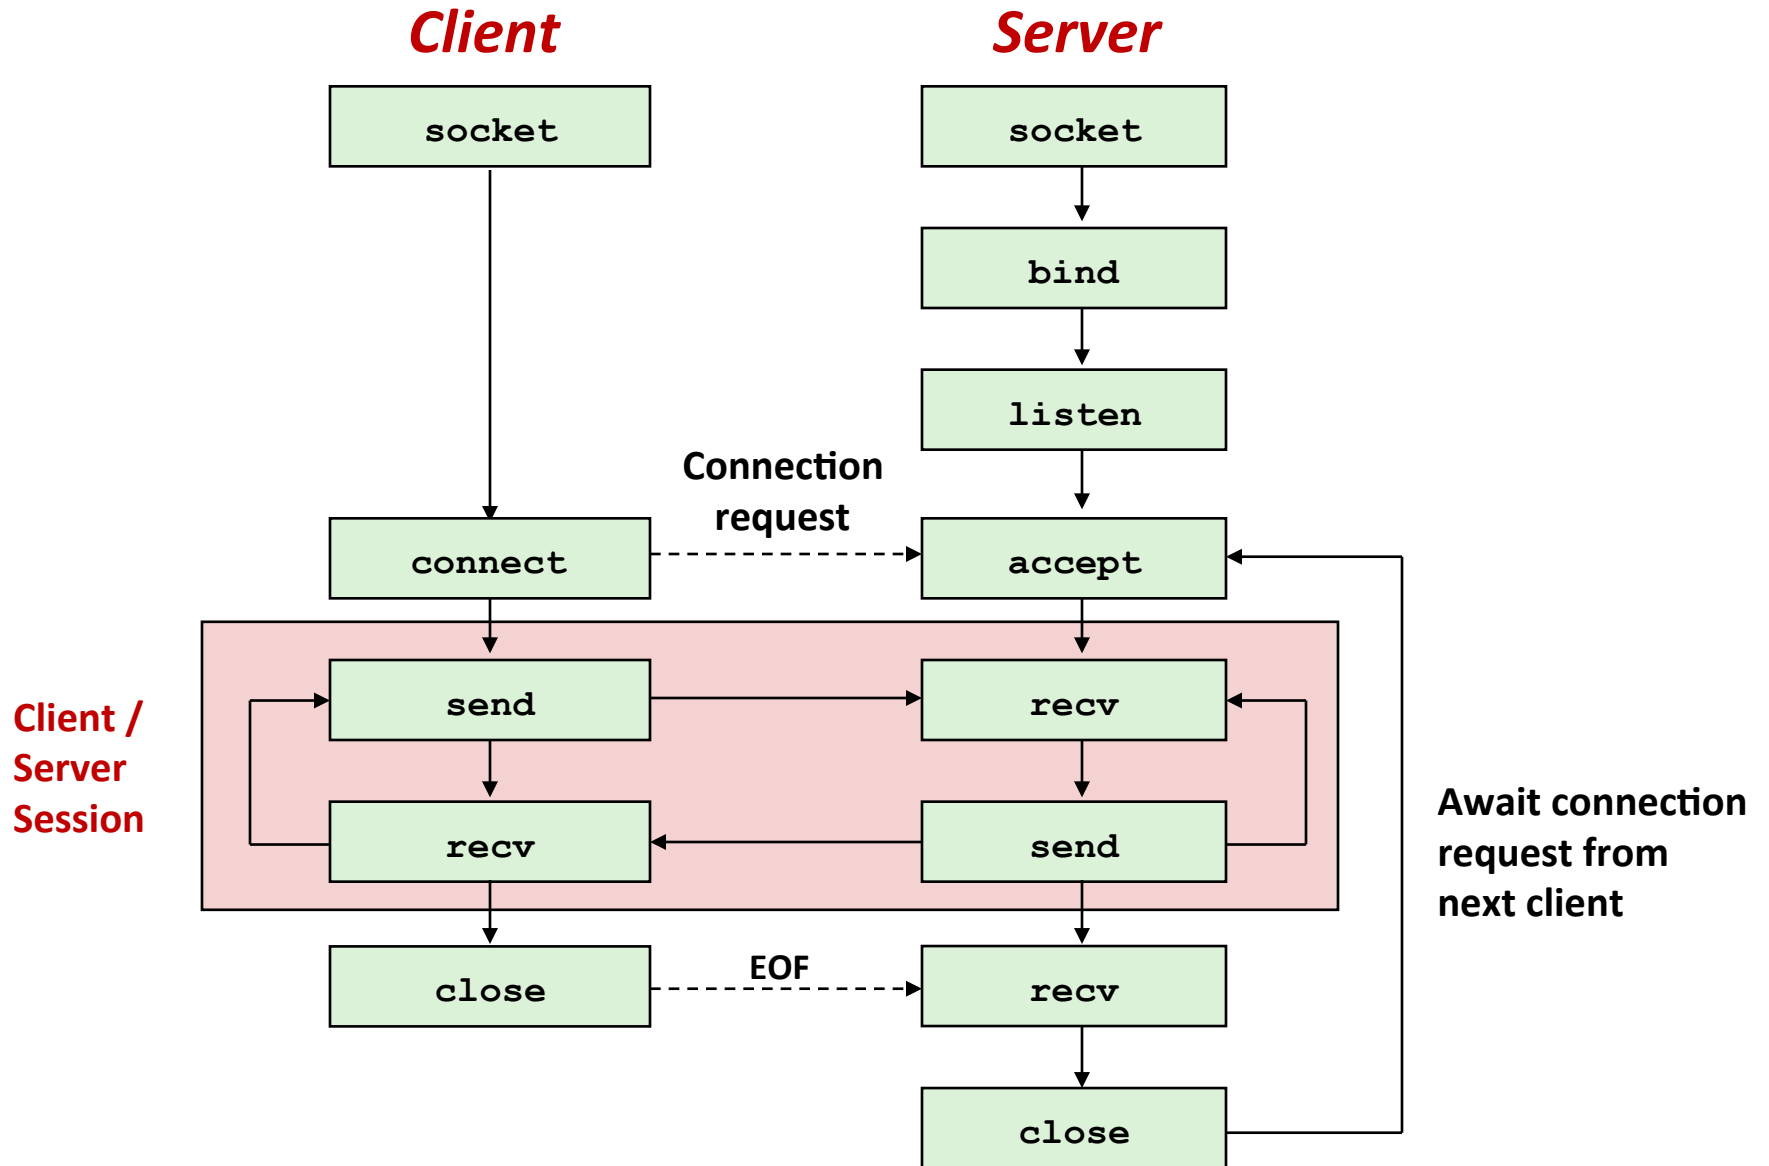 Client
Server
socket
socket
bind
listen
Connection
request
connect
accept
Client /
Server
Session
send
recv
recv
send
Await connection
request from
next client
close
EOF
recv
close